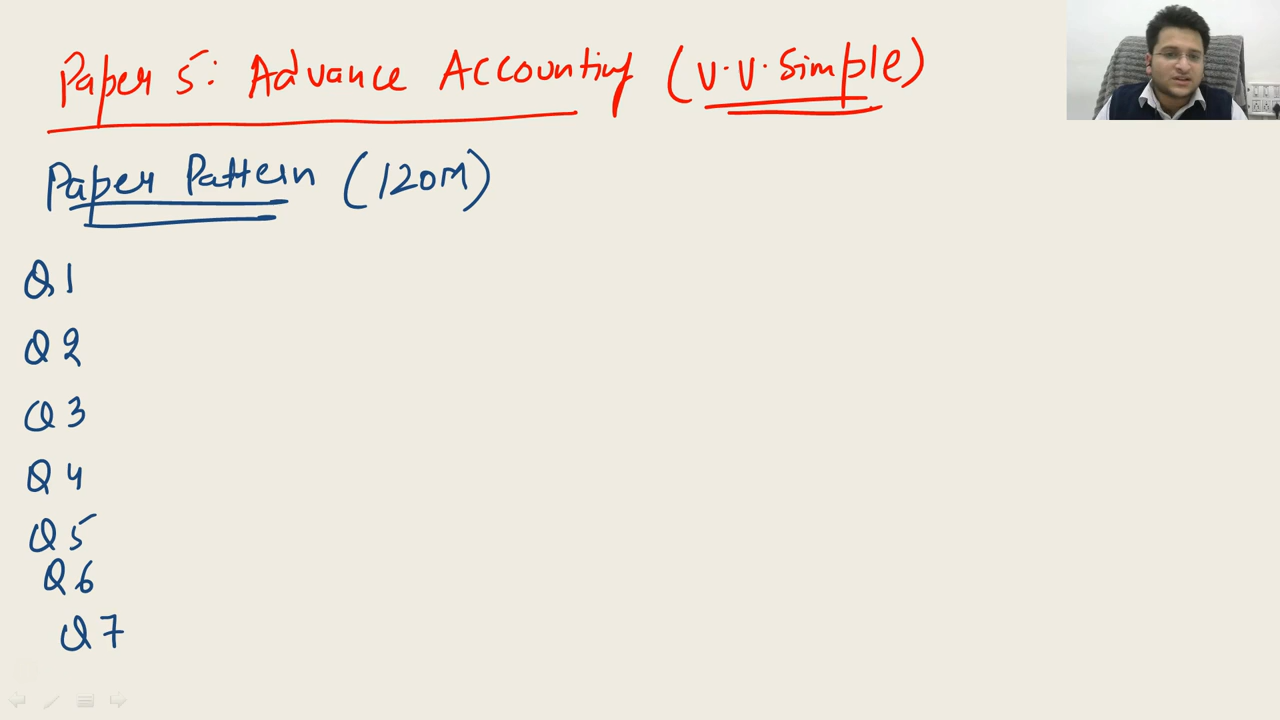 Paper 5: Advance Accounting (v.v.simple)
Paper Pattern (120M)
Q1
Q2
Q3
Q4
Q5
Q6
Q7